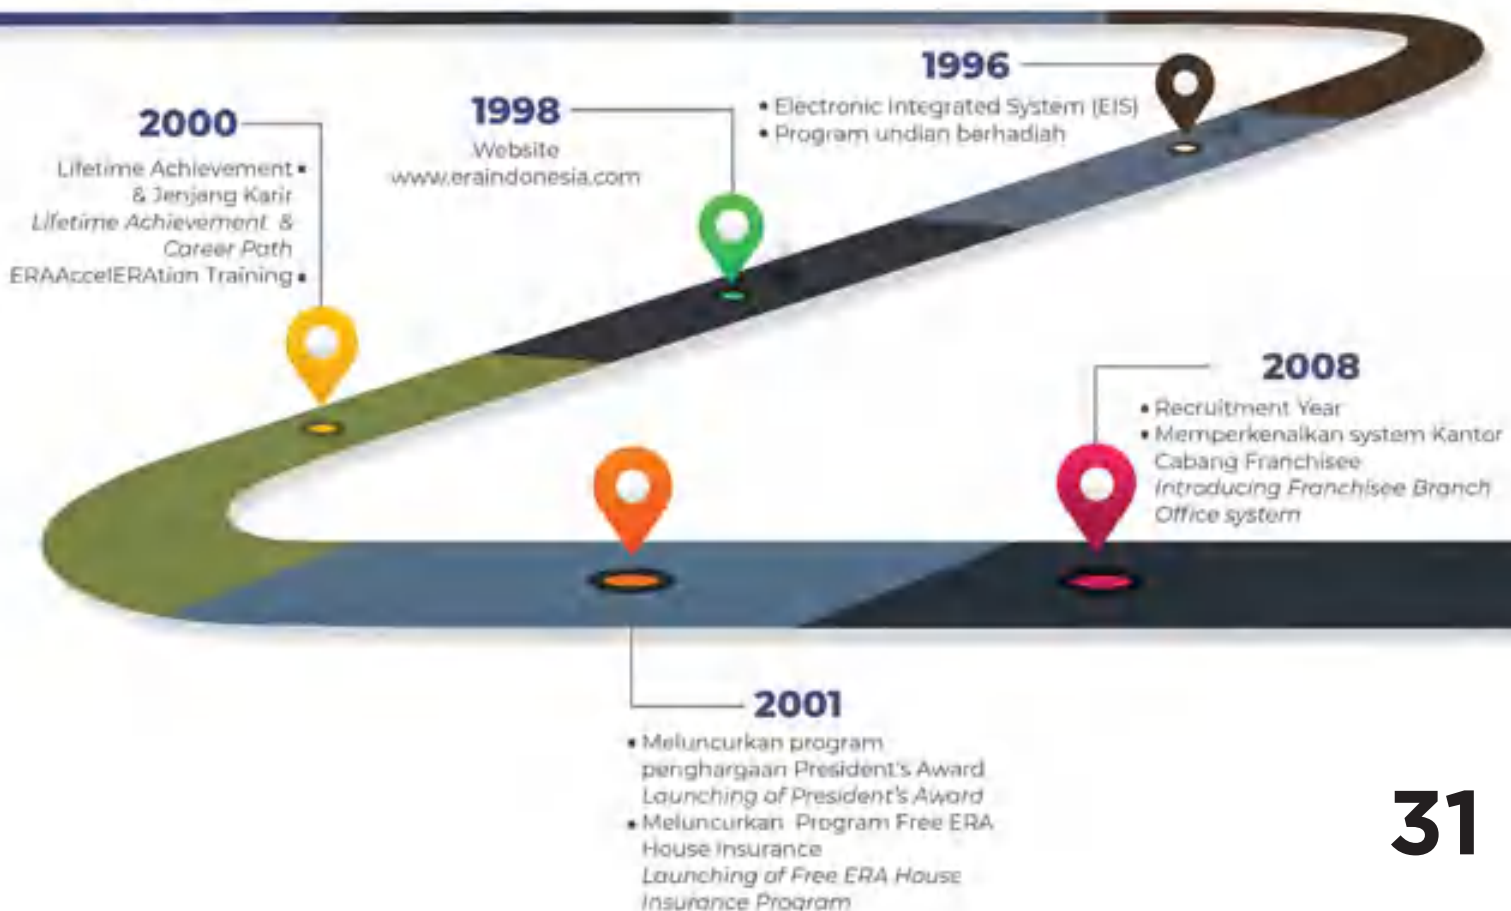 1996
• Electronic Integrated System (EIS)
• Program undian berhadiah
1998
Website
www.eraindonesia.com
2000
Lifetime Achievement •
& Jenjang Karir
Lifetime Achievement &
Career Path
ERAAccelERAtion Training •
2001
• Meluncurkan program
penghargaan President's Award
Launching of President's Award
• Meluncurkan Program Free ERA
House Insurance
Launching of Free ERA House
Insurance Program
2008
• Recruitment Year
• Memperkenalkan system Kantor
Cabang Franchisee
Introducing Franchisee Branch
Office system
31